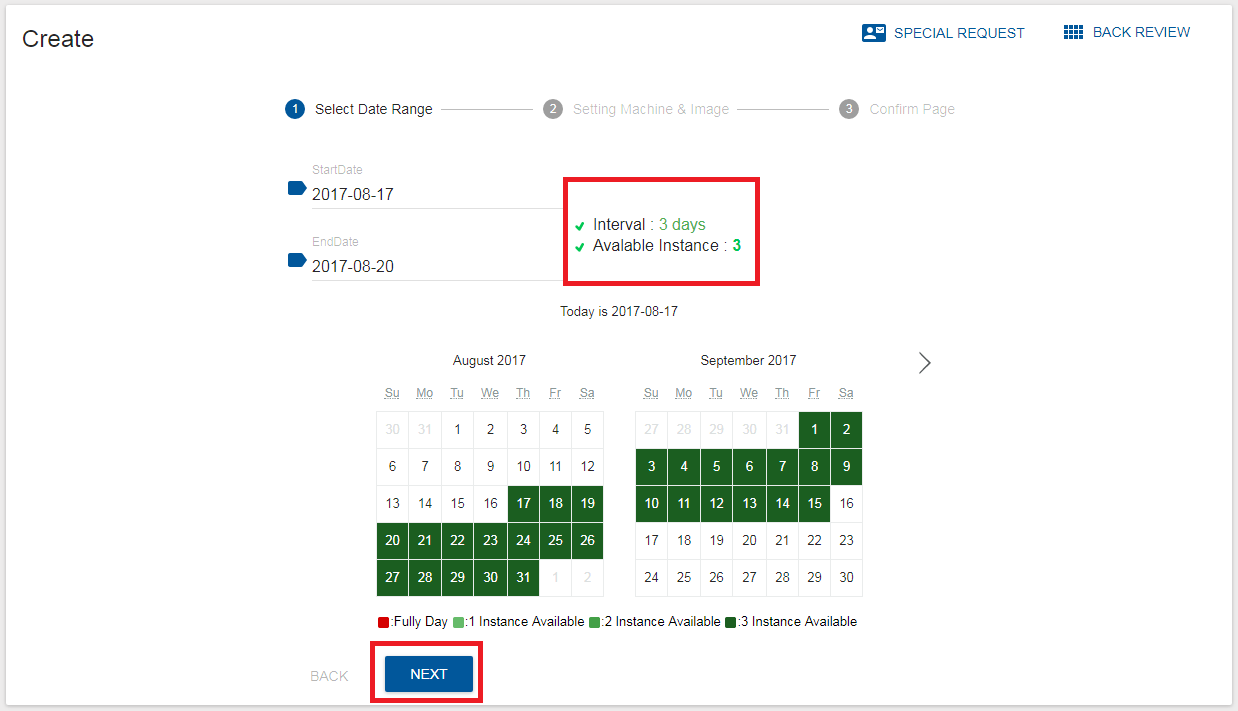 Create
SPECIAL REQUEST
BACK REVIEW
1 Select Date Range
2 Setting Machine & Image
3 Confirm Page
StartDate
2017-08-17
EndDate
2017-08-20
Interval : 3 days
Avalable Instance : 3
Today is 2017-08-17
August 2017
Su Mo Tu We Th Fr Sa
30 31 1 2 3 4 5
6 7 8 9 10 11 12
13 14 15 16 17 18 19
20 21 22 23 24 25 26
27 28 29 30 31 1 2
September 2017
Su Mo Tu We Th Fr Sa
27 28 29 30 31 1 2
3 4 5 6 7 8 9
10 11 12 13 14 15 16
17 18 19 20 21 22 23
24 25 26 27 28 29 30
:Fully Day :1 Instance Available :2 Instance Available :3 Instance Available
BACK
NEXT